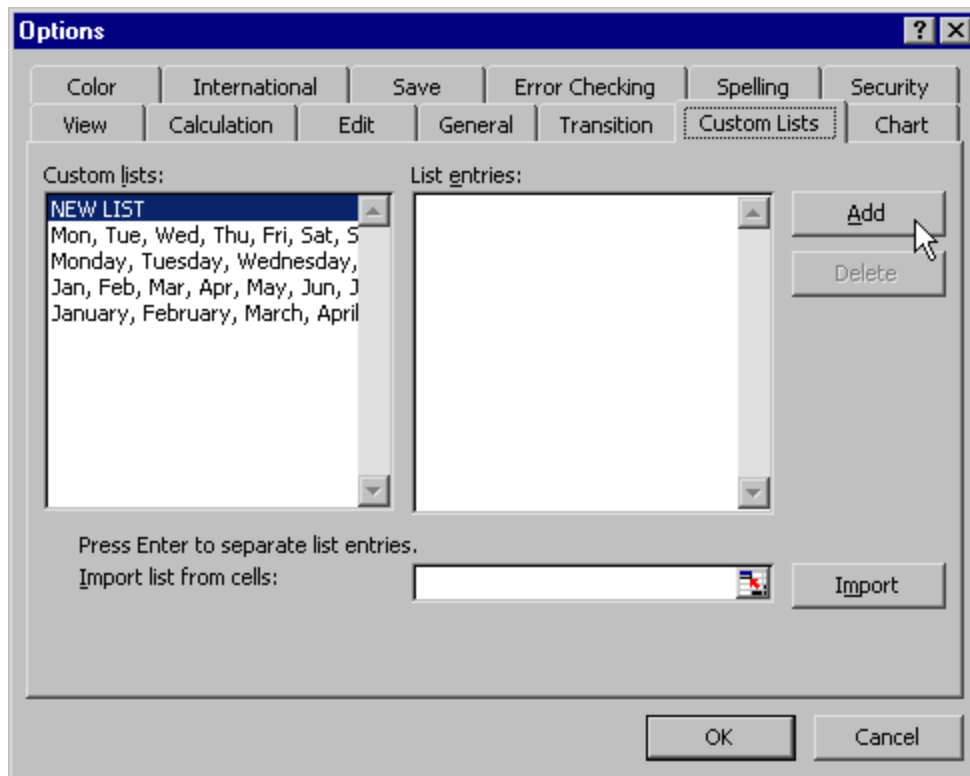 Options
Color International Save Error Checking Spelling Security
View Calculation Edit General Transition Custom Lists Chart
Custom lists: List entries:
NEW LIST
Mon, Tue, Wed, Thu, Fri, Sat, S
Monday, Tuesday, Wednesday,
Jan, Feb, Mar, Apr, May, Jun, J
January, February, March, April
Add
Delete
Press Enter to separate list entries.
Import list from cells: Import
OK Cancel